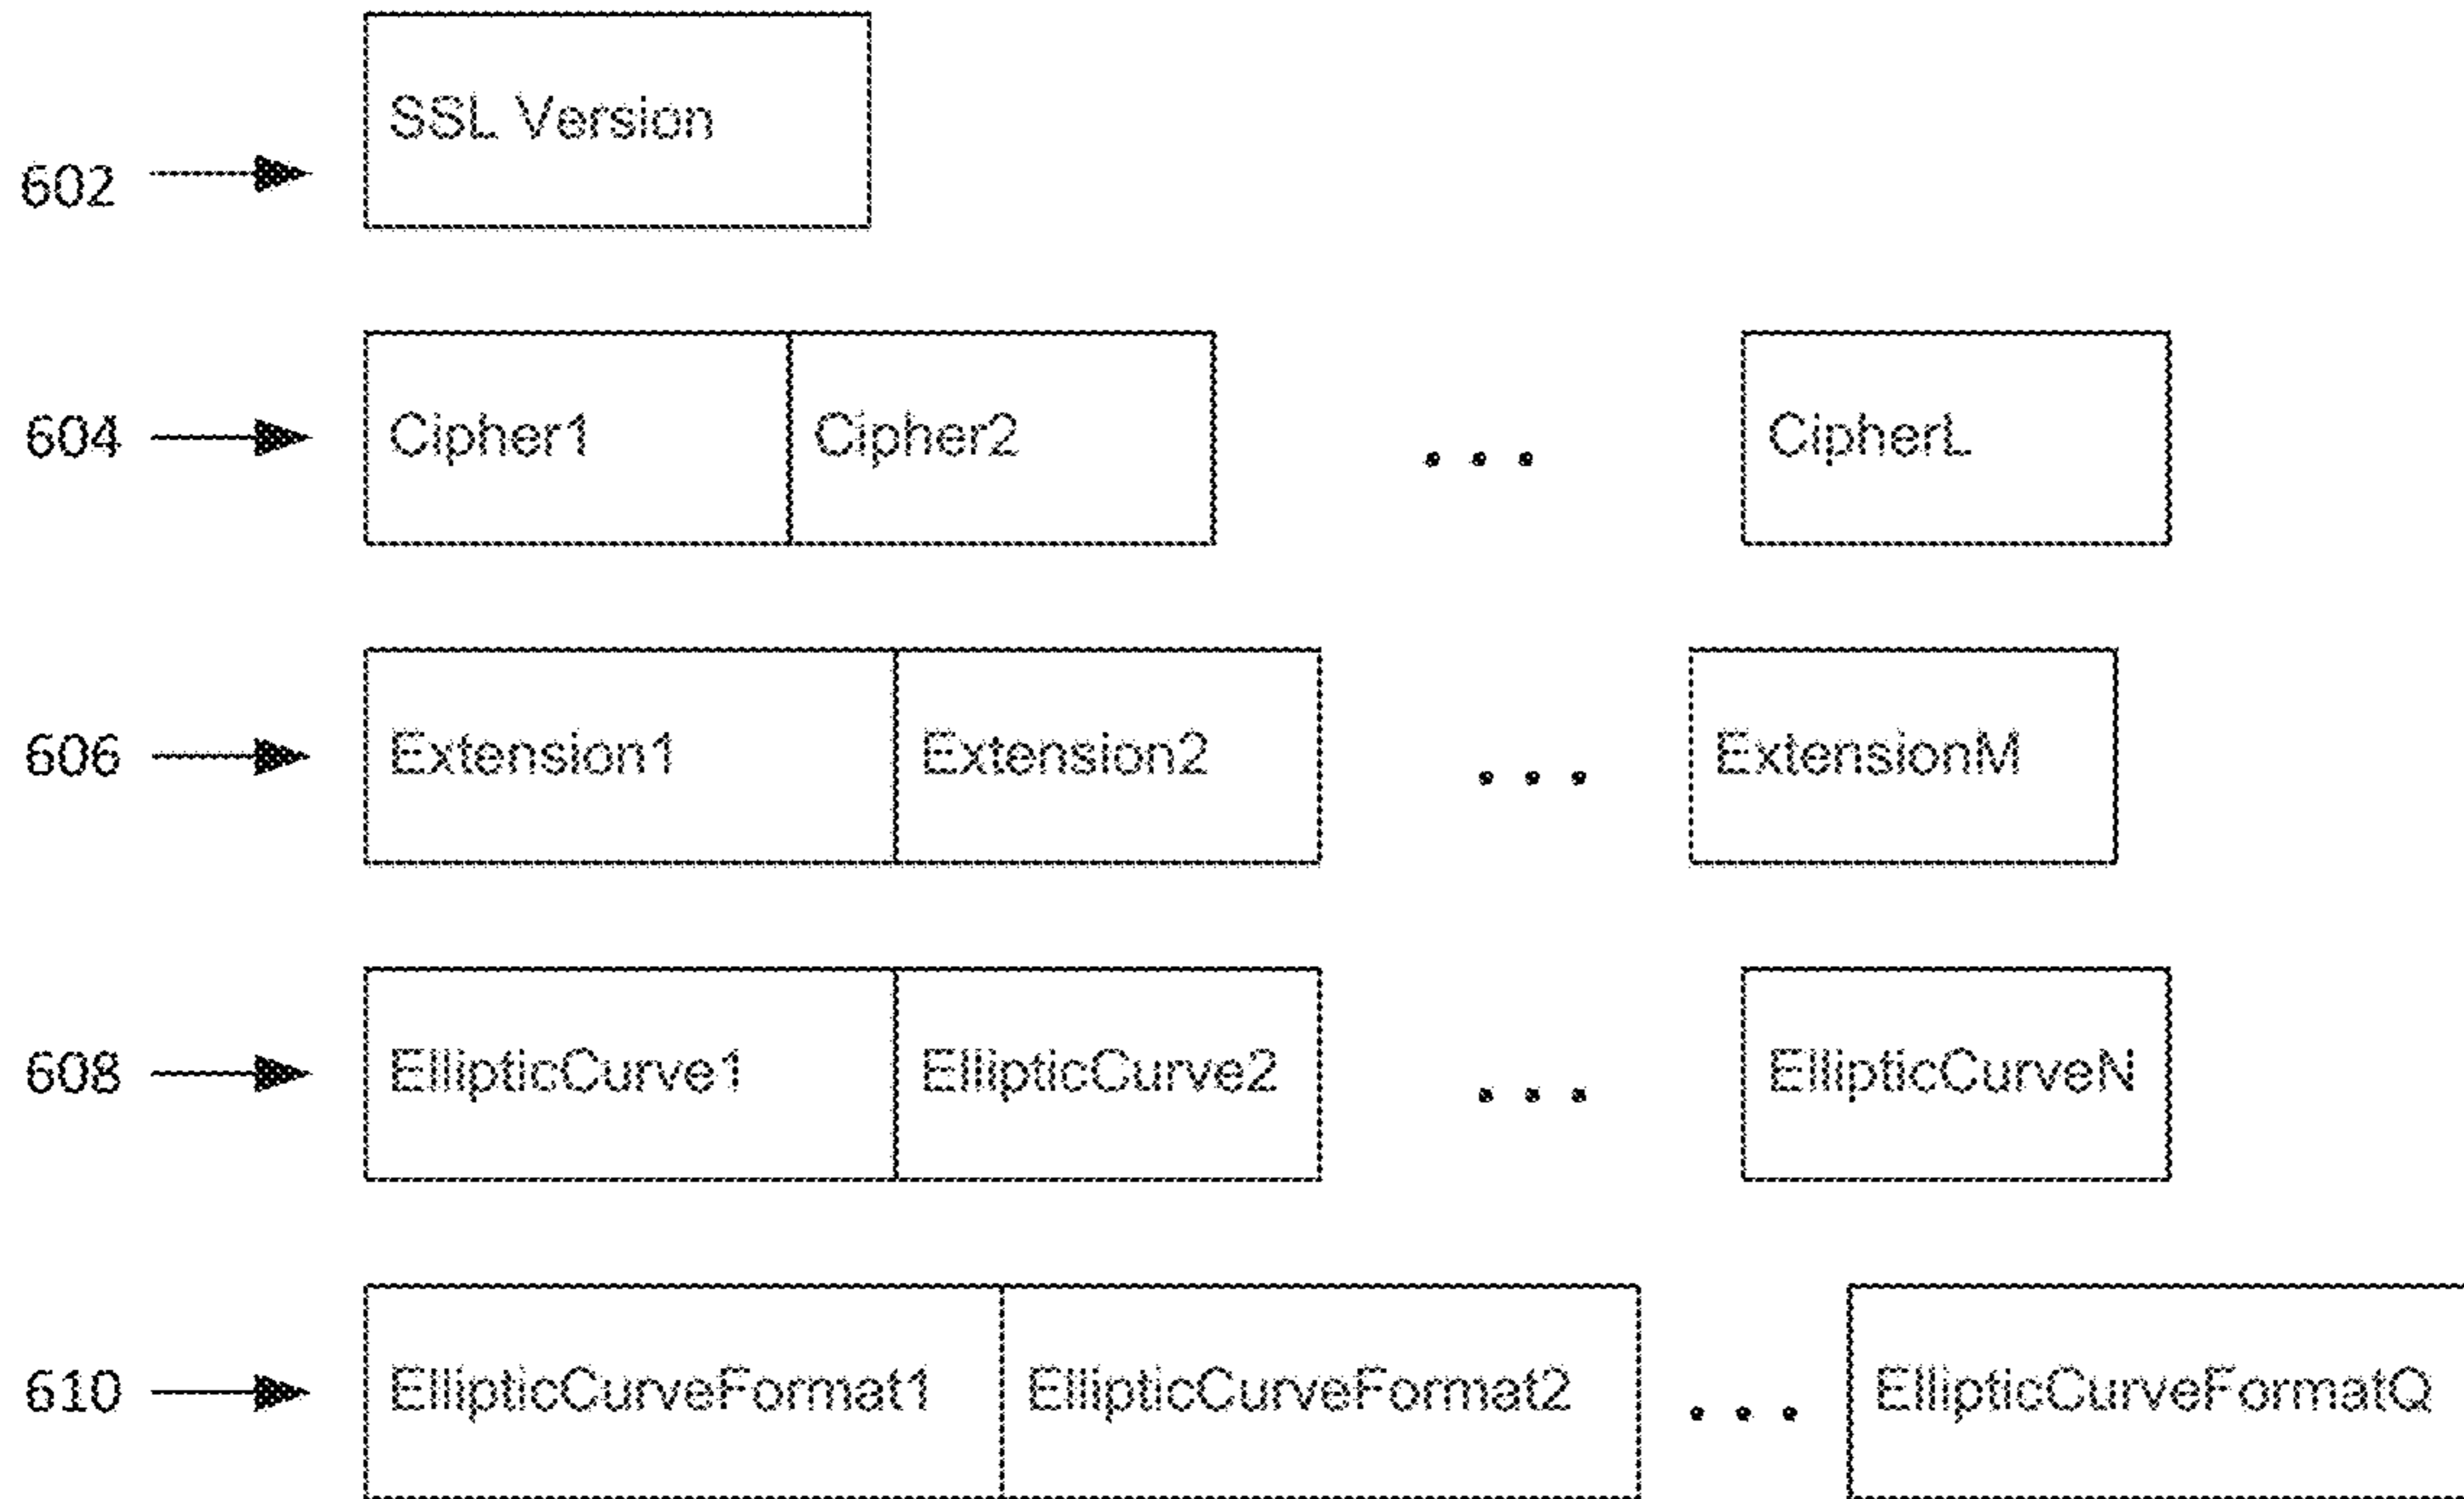 602 SSL Version
604 Cipher1 Cipher2 ... CipherL
606 Extension1 Extension2 ... ExtensionM
608 EllipticCurve1 EllipticCurve2 ... EllipticCurveN
610 EllipticCurveFormat1 EllipticCurveFormat2 ... EllipticCurveFormatQ